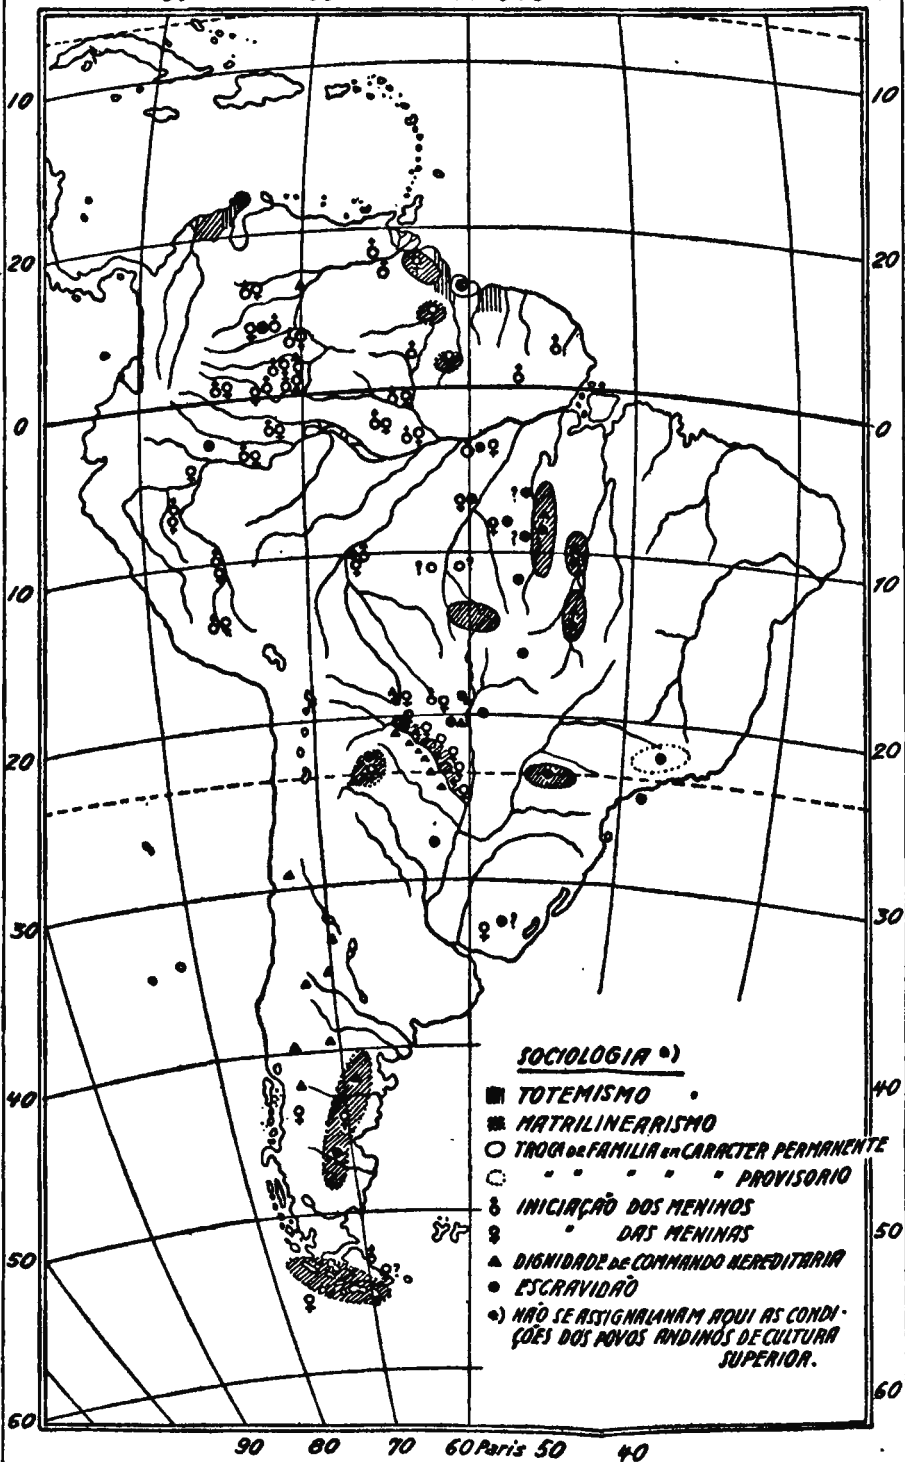 10
10
20
20
0
0
10
10
20
20
30
30
40
40
50
50
60
60
90 80 70 60 Paris 50 40
? ? ? ? ? ?
SOCIOLOGIA •)
TOTEMISMO
MATRILINEARISMO
TROCA DE FAMILIA EM CARACTER PERMANENTE
" " " " " PROVISORIO
INICIAÇÃO DOS MENINOS
" DAS MENINAS
DIGNIDADE DE COMMANDO HEREDITARIA
ESCRAVIDÃO
•) NÃO SE ASSIGNALARAM AQUI AS CONDI-
ÇÕES DOS POVOS ANDINOS DE CULTURA
SUPERIOR.